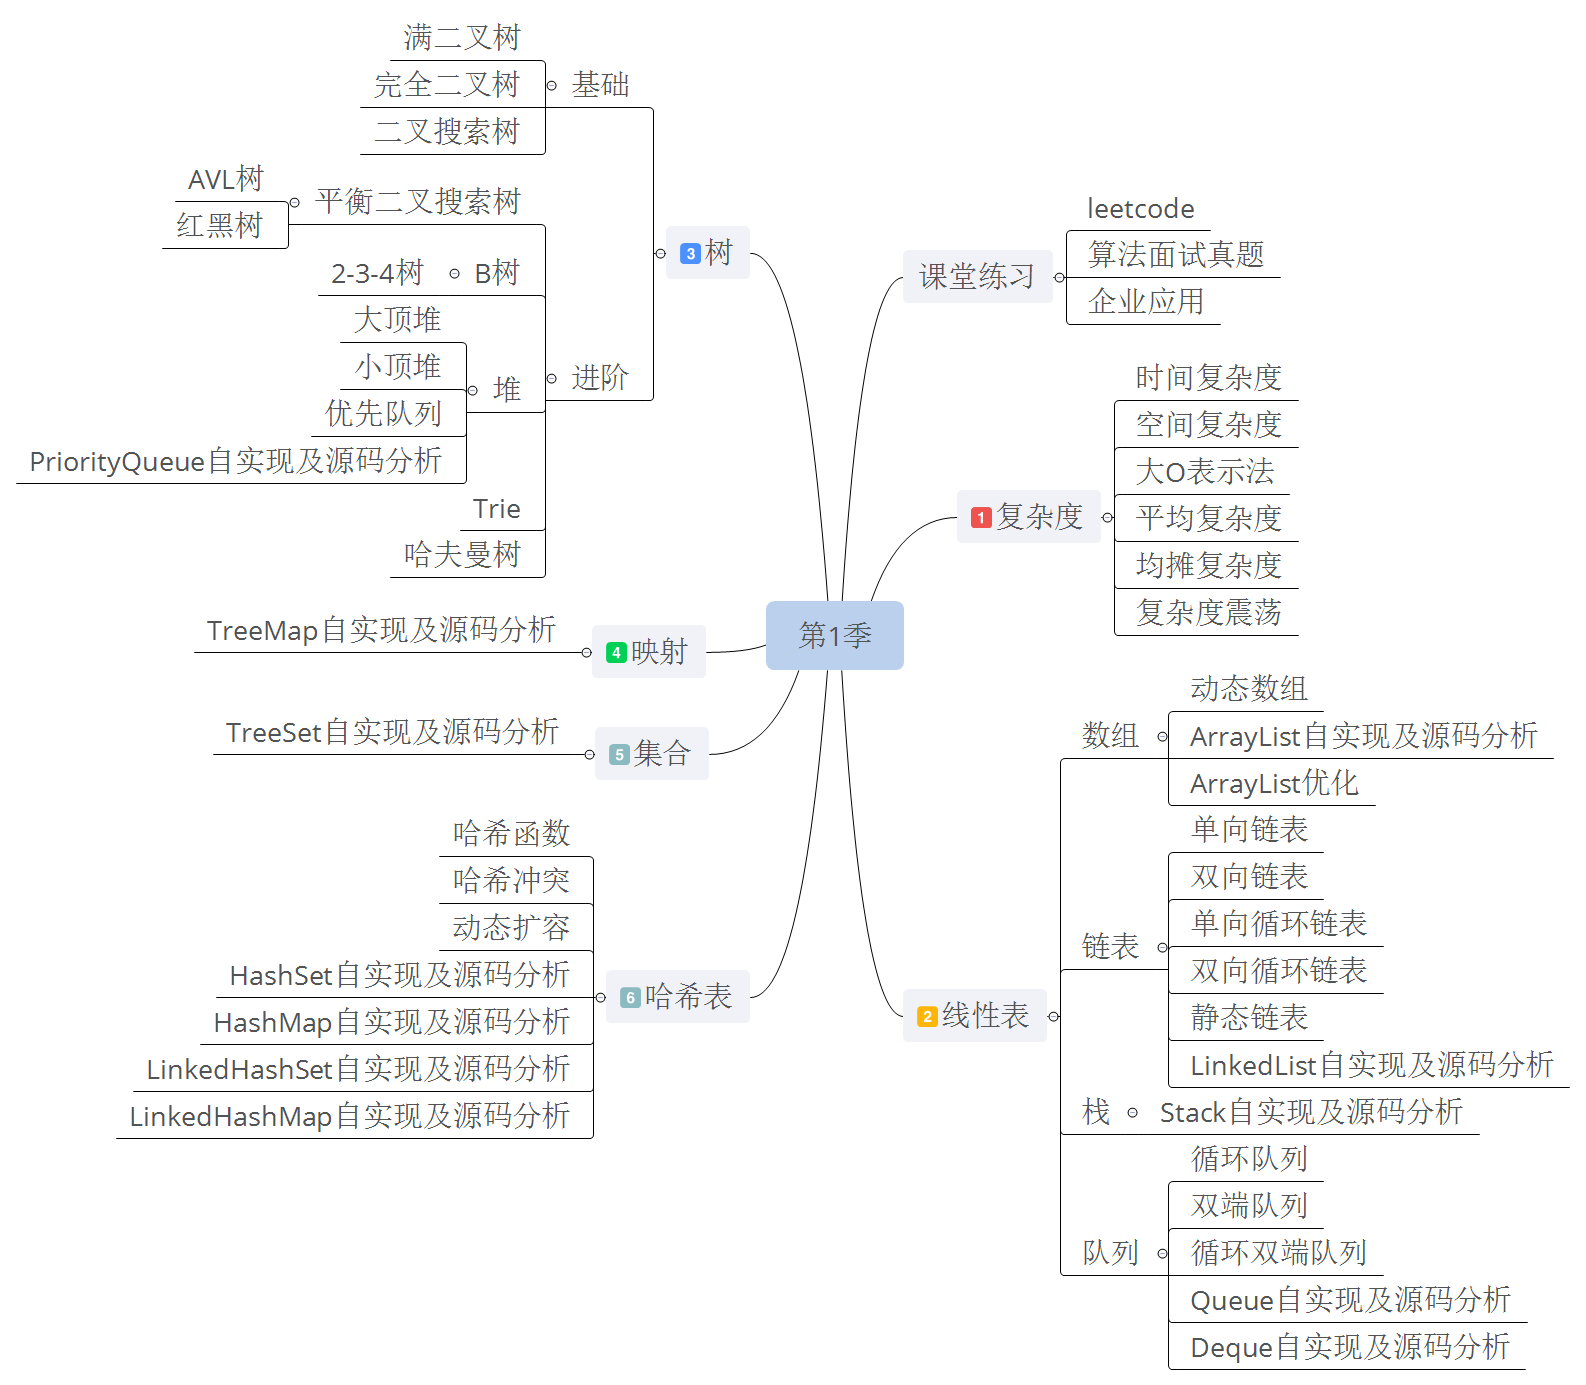 第1季
课堂练习
leetcode
算法面试真题
企业应用
1 复杂度
时间复杂度
空间复杂度
大O表示法
平均复杂度
均摊复杂度
复杂度震荡
2 线性表
数组
动态数组
ArrayList自实现及源码分析
ArrayList优化
链表
单向链表
双向链表
单向循环链表
双向循环链表
静态链表
LinkedList自实现及源码分析
栈
Stack自实现及源码分析
队列
循环队列
双端队列
循环双端队列
Queue自实现及源码分析
Deque自实现及源码分析
3 树
基础
满二叉树
完全二叉树
二叉搜索树
进阶
平衡二叉搜索树
AVL树
红黑树
B树
2-3-4树
堆
大顶堆
小顶堆
优先队列
PriorityQueue自实现及源码分析
Trie
哈夫曼树
4 映射
TreeMap自实现及源码分析
5 集合
TreeSet自实现及源码分析
6 哈希表
哈希函数
哈希冲突
动态扩容
HashSet自实现及源码分析
HashMap自实现及源码分析
LinkedHashSet自实现及源码分析
LinkedHashMap自实现及源码分析